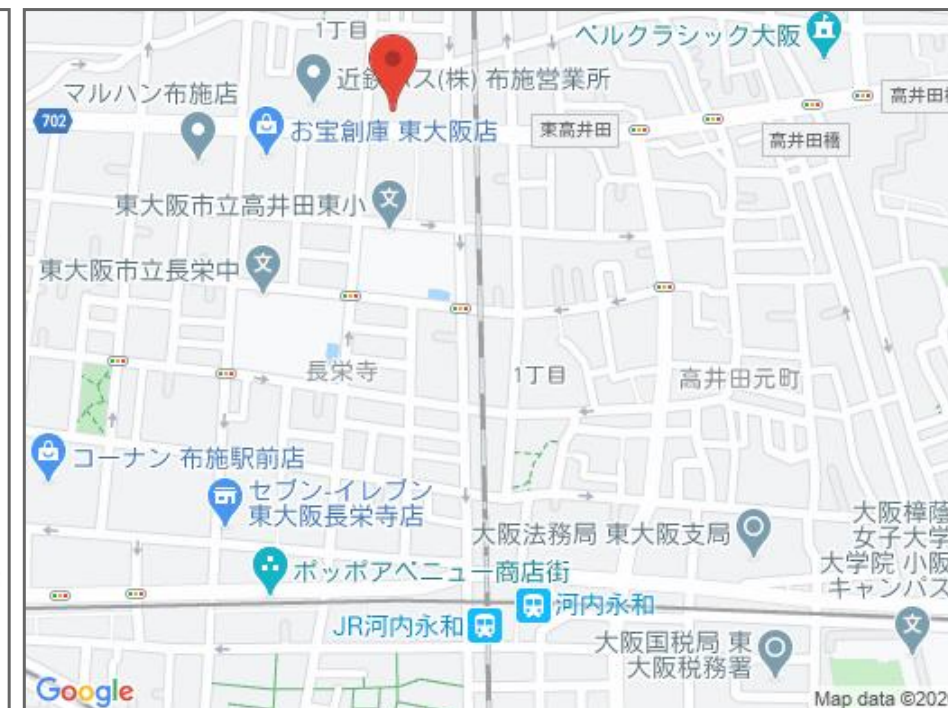 1丁目
ベルクラシック大阪
近鉄バス(株) 布施営業所
マルハン布施店
高井田
702
お宝創庫 東大阪店
東高井田
高井田橋
東大阪市立高井田東小
東大阪市立長栄中
長栄寺
1丁目
高井田元町
コーナン 布施駅前店
セブン-イレブン
東大阪長栄寺店
大阪法務局 東大阪支局
大阪樟蔭
女子大学
大学院 小阪
キャンパス
ポッポアベニュー商店街
河内永和
JR河内永和
大阪国税局 東
大阪税務署
文
文
文
Google
Map data ©202